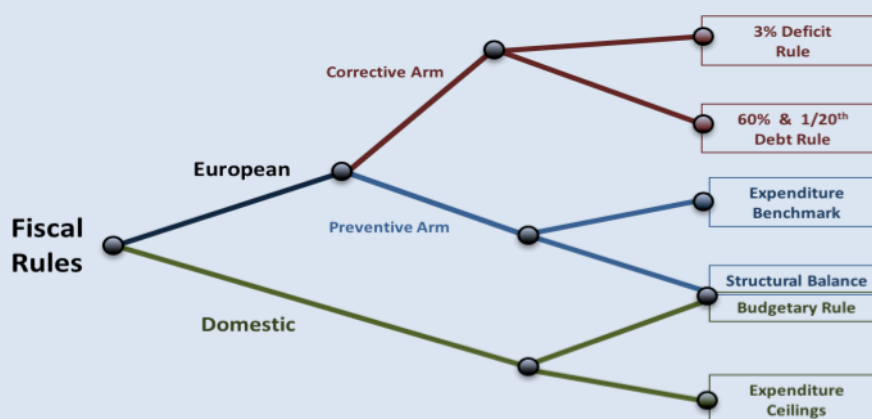 Fiscal
Rules
European
Domestic
Corrective Arm
Preventive Arm
3% Deficit
Rule
60% & 1/20th
Debt Rule
Expenditure
Benchmark
Structural Balance
Budgetary Rule
Expenditure
Ceilings